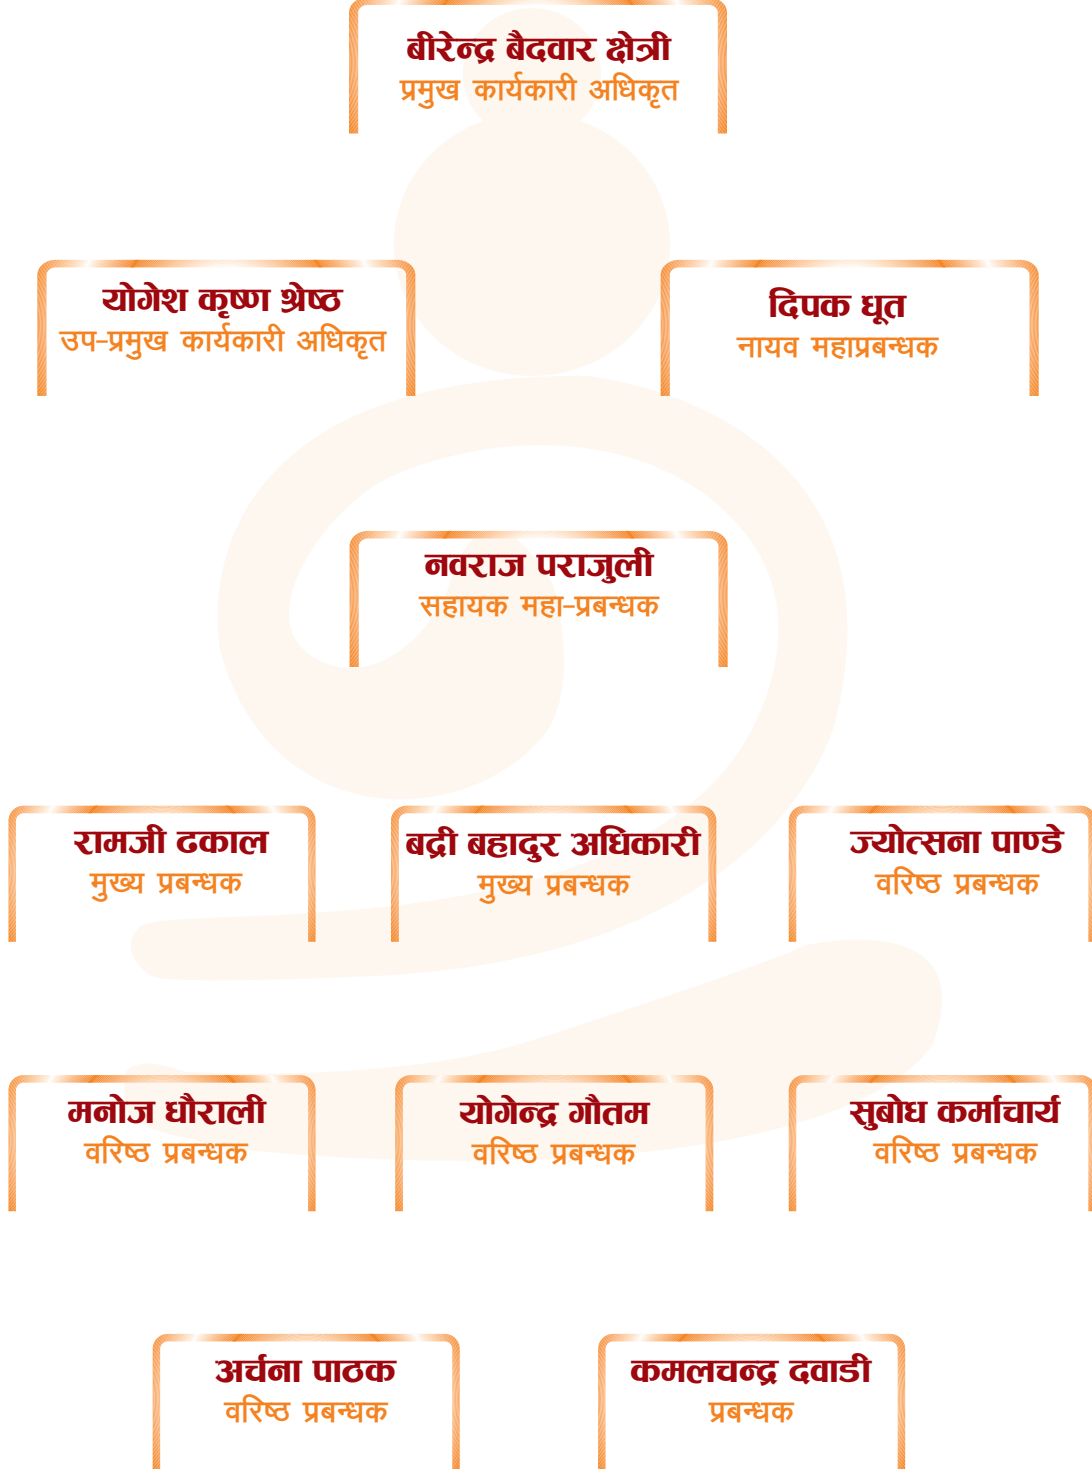 बीरेन्द्र बैदवार क्षेत्री
प्रमुख कार्यकारी अधिकृत
योगेश कृष्ण श्रेष्ठ
उप-प्रमुख कार्यकारी अधिकृत
दिपक धूत
नायव महाप्रबन्धक
नवराज पराजुली
सहायक महा-प्रबन्धक
रामजी ढकाल
मुख्य प्रबन्धक
बद्री बहादुर अधिकारी
मुख्य प्रबन्धक
ज्योत्सना पाण्डे
वरिष्ठ प्रबन्धक
मनोज धौराली
वरिष्ठ प्रबन्धक
योगेन्द्र गौतम
वरिष्ठ प्रबन्धक
सुबोध कर्माचार्य
वरिष्ठ प्रबन्धक
अर्चना पाठक
वरिष्ठ प्रबन्धक
कमलचन्द्र दवाडी
प्रबन्धक